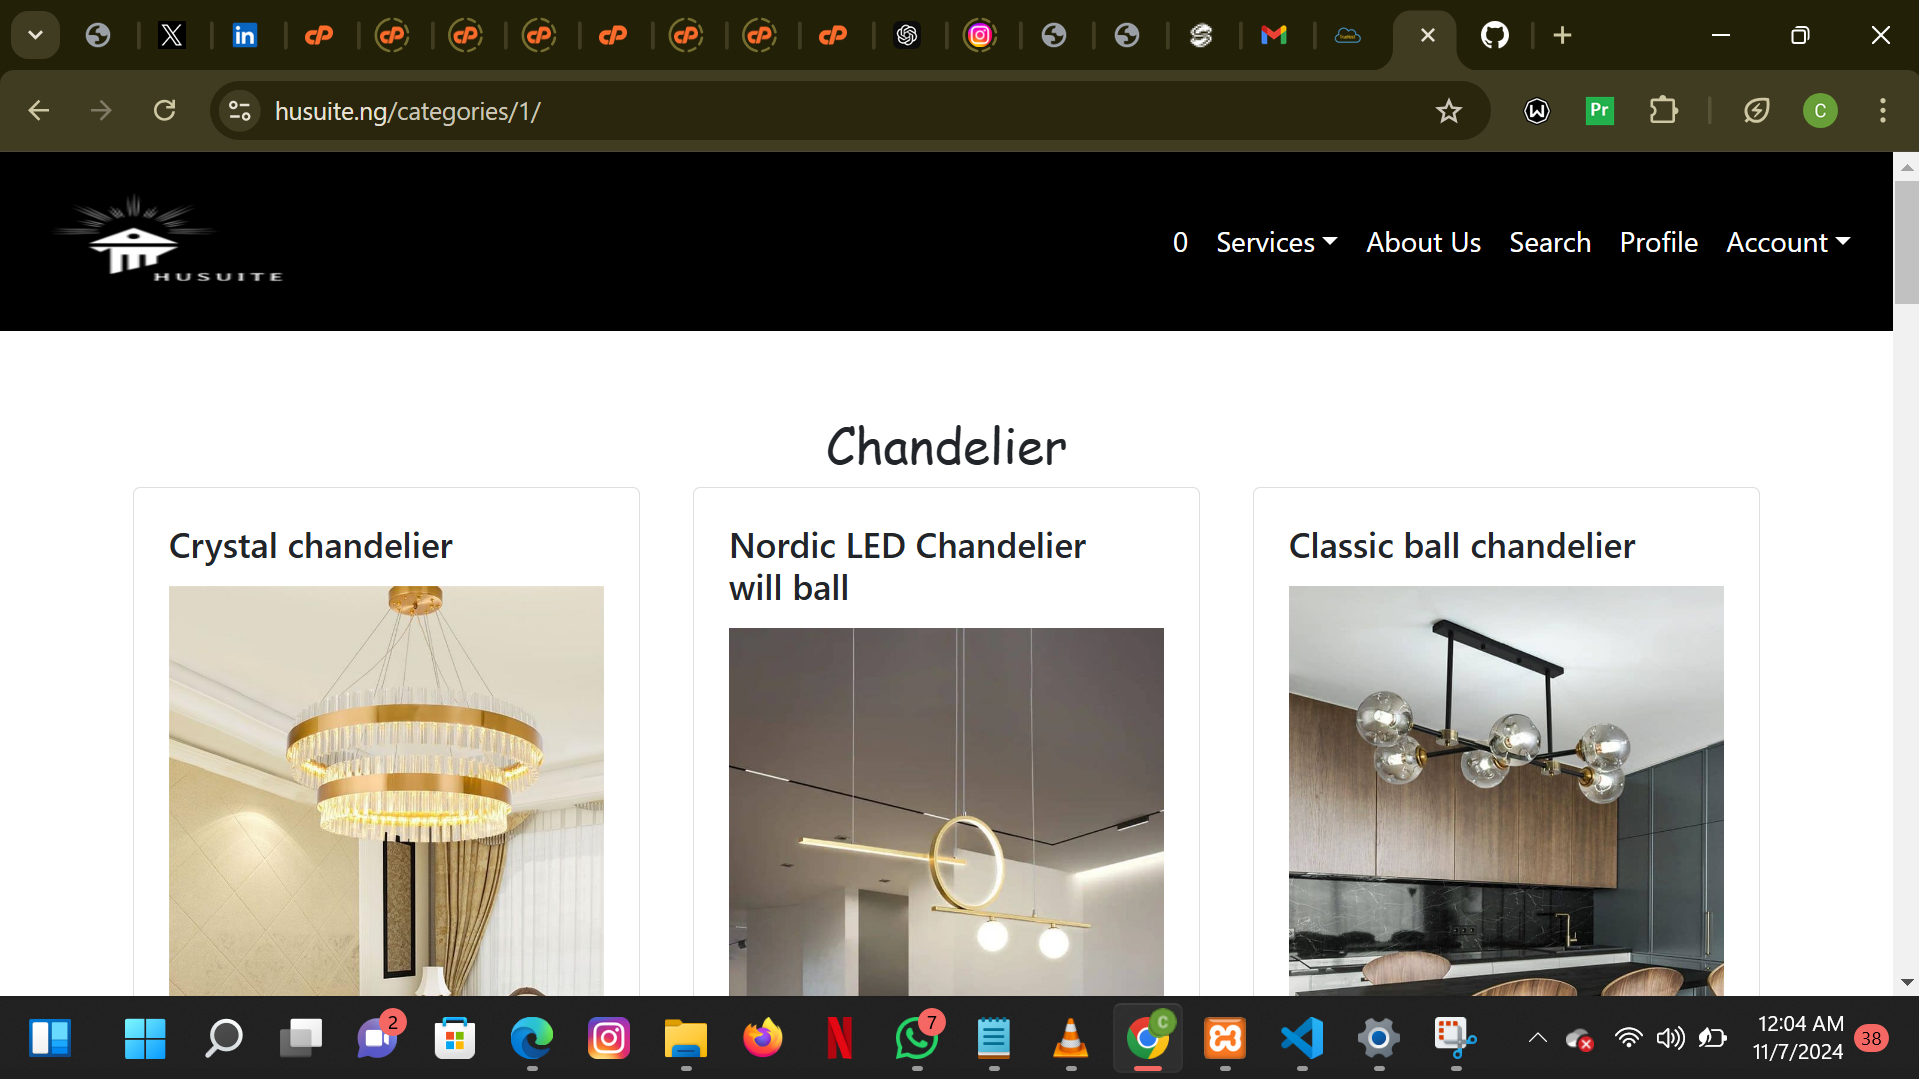 husuite.ng/categories/1/
Pr
C
HUSUITE
0 Services About Us Search Profile Account
Chandelier
Crystal chandelier
Nordic LED Chandelier
will ball
Classic ball chandelier
2
7
C
12:04 AM
11/7/2024
38